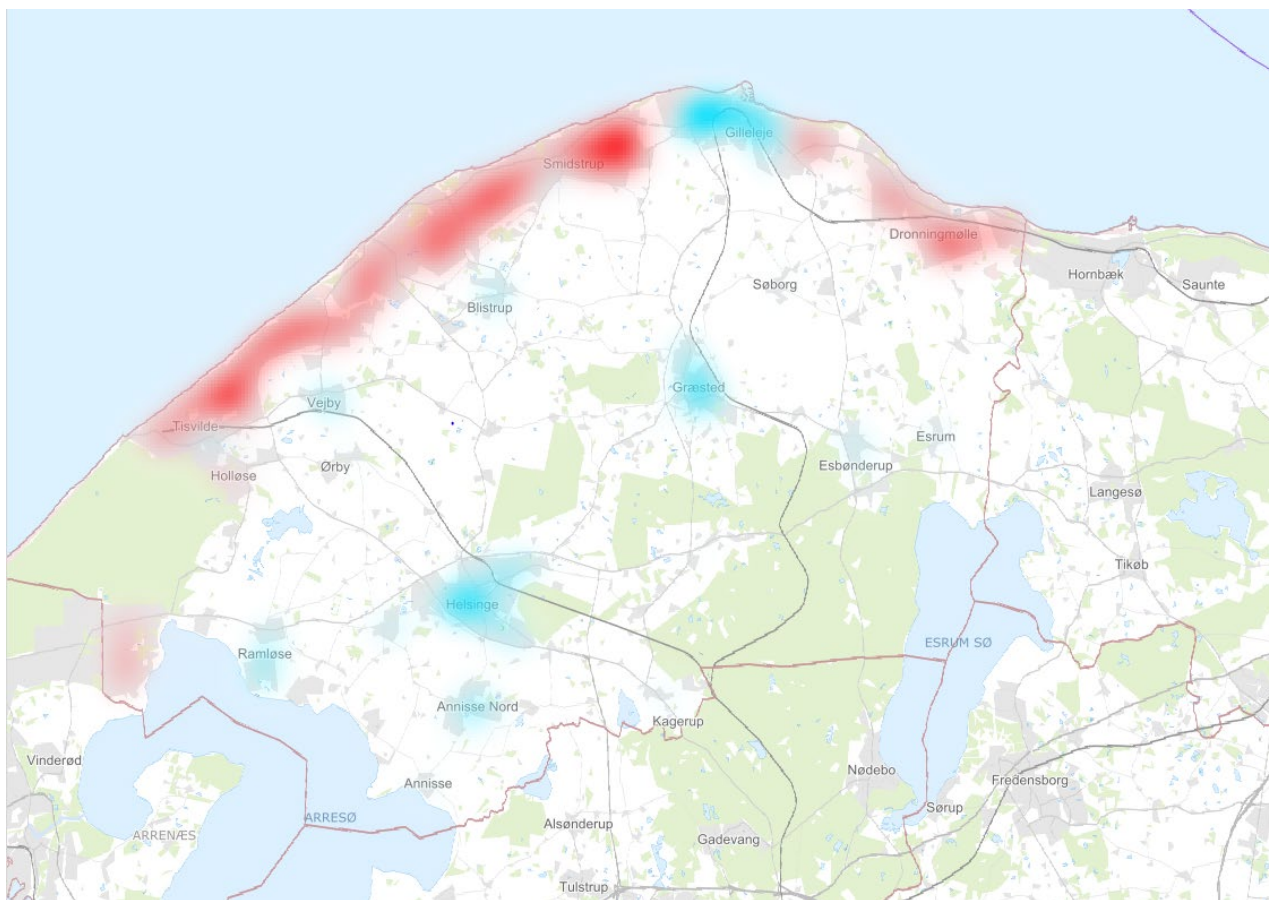 Gilleleje
Smidstrup
Dronningmølle
Hornbæk
Søborg
Saunte
Blistrup
Græsted
Vejby
Tisvilde
Esrum
Ørby
Esbønderup
Holløse
Langesø
Tikøb
Helsinge
ESRUM SØ
Ramløse
Annisse Nord
Kagerup
Vinderød
Nødebo
Fredensborg
Annisse
Sørup
ARRESØ
Alsønderup
ARRENÆS
Gadevang
Tulstrup